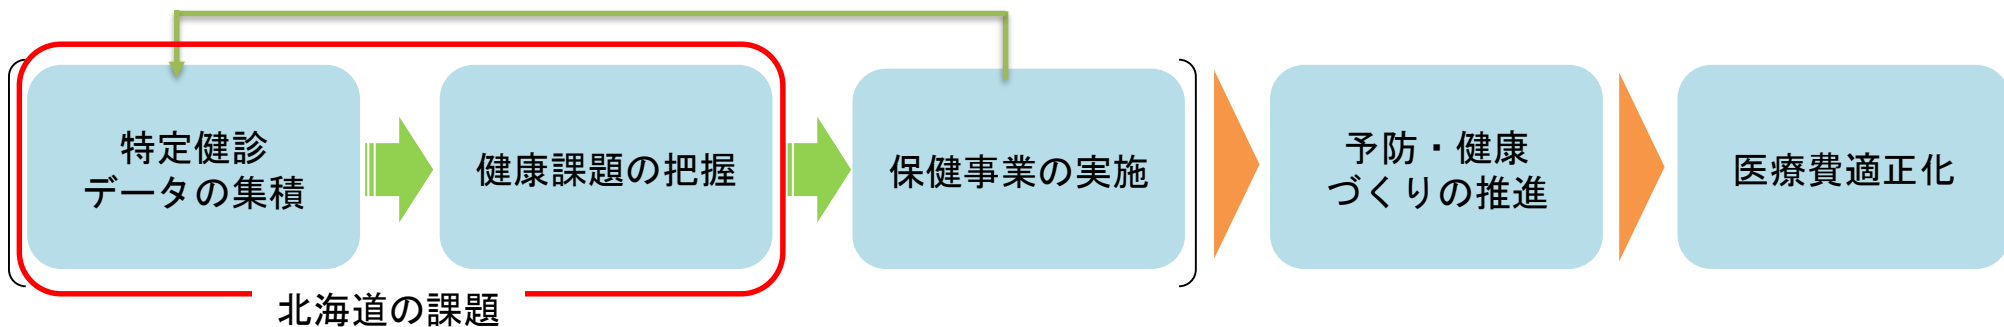 特定健診
データの集積
健康課題の把握
保健事業の実施
予防・健康
づくりの推進
医療費適正化
北海道の課題